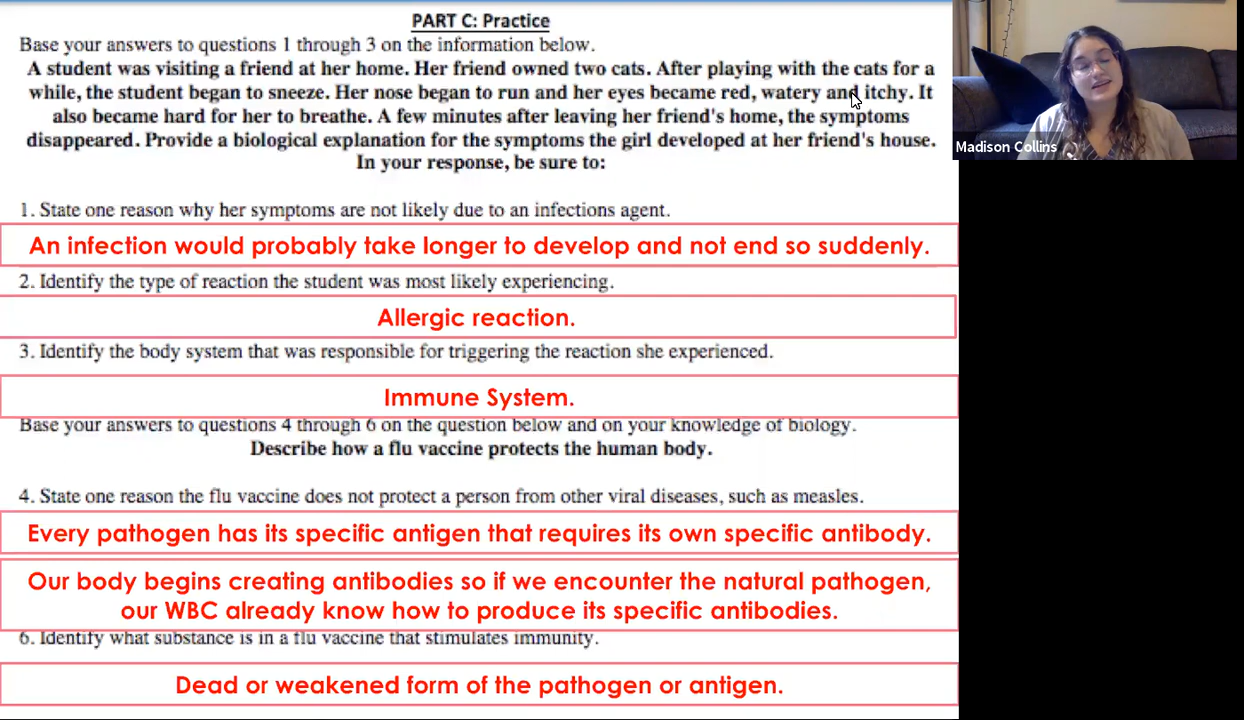 PART C: Practice
Base your answers to questions 1 through 3 on the information below.
A student was visiting a friend at her home. Her friend owned two cats. After playing with the cats for a
while, the student began to sneeze. Her nose began to run and her eyes became red, watery and itchy. It
also became hard for her to breathe. A few minutes after leaving her friend's home, the symptoms
disappeared. Provide a biological explanation for the symptoms the girl developed at her friend's house.
In your response, be sure to:
Madison Collins
1. State one reason why her symptoms are not likely due to an infections agent.
An infection would probably take longer to develop and not end so suddenly.
2. Identify the type of reaction the student was most likely experiencing.
Allergic reaction.
3. Identify the body system that was responsible for triggering the reaction she experienced.
Immune System.
Base your answers to questions 4 through 6 on the question below and on your knowledge of biology.
Describe how a flu vaccine protects the human body.
4. State one reason the flu vaccine does not protect a person from other viral diseases, such as measles.
Every pathogen has its specific antigen that requires its own specific antibody.
Our body begins creating antibodies so if we encounter the natural pathogen,
our WBC already know how to produce its specific antibodies.
6. Identify what substance is in a flu vaccine that stimulates immunity.
Dead or weakened form of the pathogen or antigen.